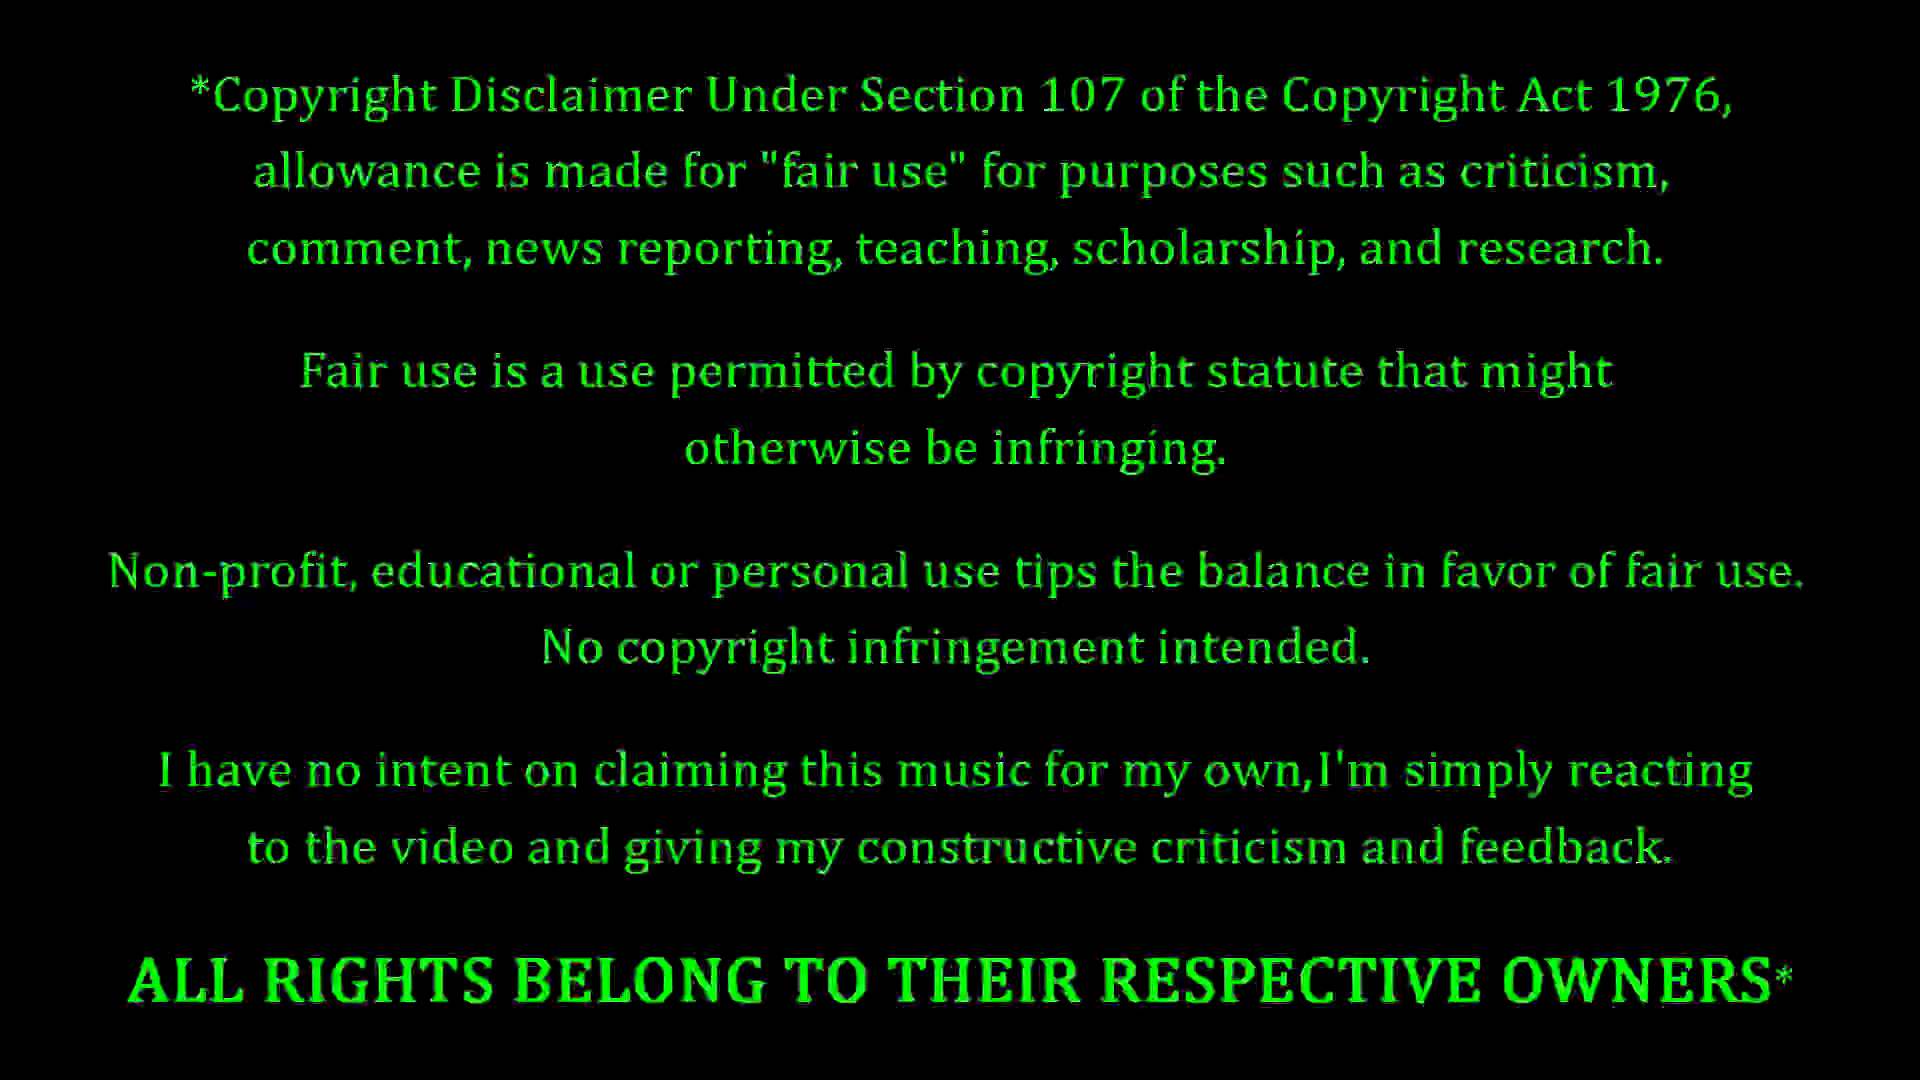 *Copyright Disclaimer Under Section 107 of the Copyright Act 1976,
allowance is made for "fair use" for purposes such as criticism,
comment, news reporting, teaching, scholarship, and research.
Fair use is a use permitted by copyright statute that might
otherwise be infringing.
Non-profit, educational or personal use tips the balance in favor of fair use.
No copyright infringement intended.
I have no intent on claiming this music for my own,I'm simply reacting
to the video and giving my constructive criticism and feedback.
ALL RIGHTS BELONG TO THEIR RESPECTIVE OWNERS*